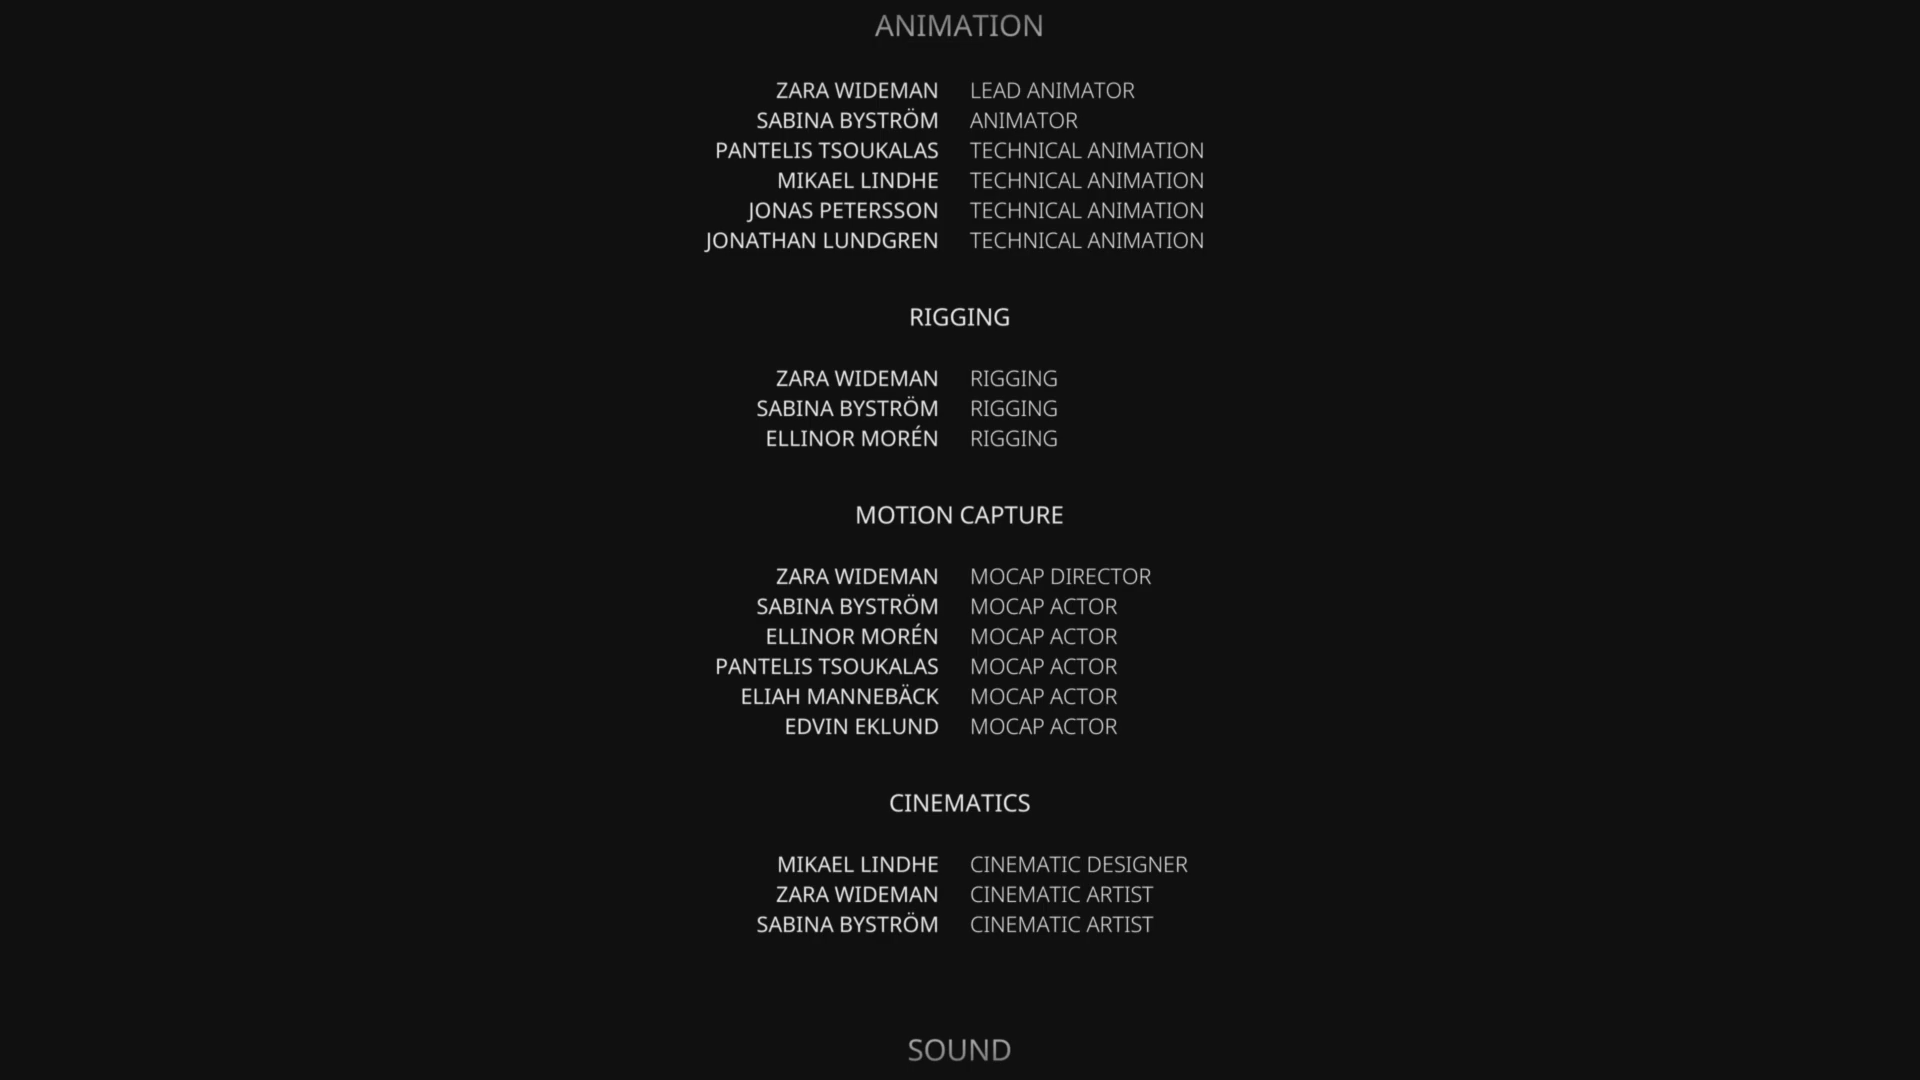 ANIMATION
ZARA WIDEMAN LEAD ANIMATOR
SABINA BYSTRÖM ANIMATOR
PANTELIS TSOUKALAS TECHNICAL ANIMATION
MIKAEL LINDHE TECHNICAL ANIMATION
JONAS PETERSSON TECHNICAL ANIMATION
JONATHAN LUNDGREN TECHNICAL ANIMATION
RIGGING
ZARA WIDEMAN RIGGING
SABINA BYSTRÖM RIGGING
ELLINOR MORÉN RIGGING
MOTION CAPTURE
ZARA WIDEMAN MOCAP DIRECTOR
SABINA BYSTRÖM MOCAP ACTOR
ELLINOR MORÉN MOCAP ACTOR
PANTELIS TSOUKALAS MOCAP ACTOR
ELIAH MANNEBÄCK MOCAP ACTOR
EDVIN EKLUND MOCAP ACTOR
CINEMATICS
MIKAEL LINDHE CINEMATIC DESIGNER
ZARA WIDEMAN CINEMATIC ARTIST
SABINA BYSTRÖM CINEMATIC ARTIST
SOUND